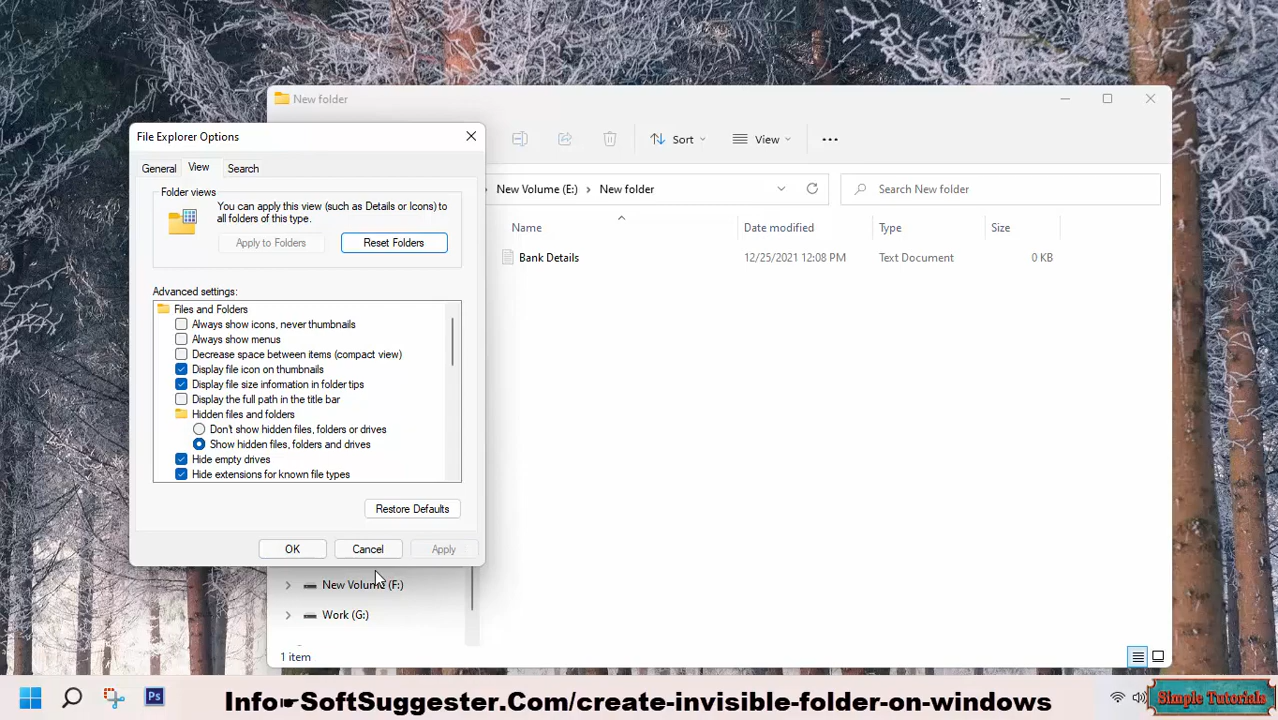 New folder
File Explorer Options
General View Search
Sort View
Folder views
You can apply this view (such as Details or Icons) to
all folders of this type.
Apply to Folders Reset Folders
New Volume (E:) > New folder
Search New folder
Name Date modified Type Size
Bank Details 12/25/2021 12:08 PM Text Document 0 KB
Advanced settings:
Files and Folders
Always show icons, never thumbnails
Always show menus
Decrease space between items (compact view)
Display file icon on thumbnails
Display file size information in folder tips
Display the full path in the title bar
Hidden files and folders
Don't show hidden files, folders or drives
Show hidden files, folders and drives
Hide empty drives
Hide extensions for known file types
Restore Defaults
OK Cancel Apply
New Volume (F:)
Work (G:)
1 item
Ps
Info☛SoftSuggester.Com/create-invisible-folder-on-windows
Simple Tutorials